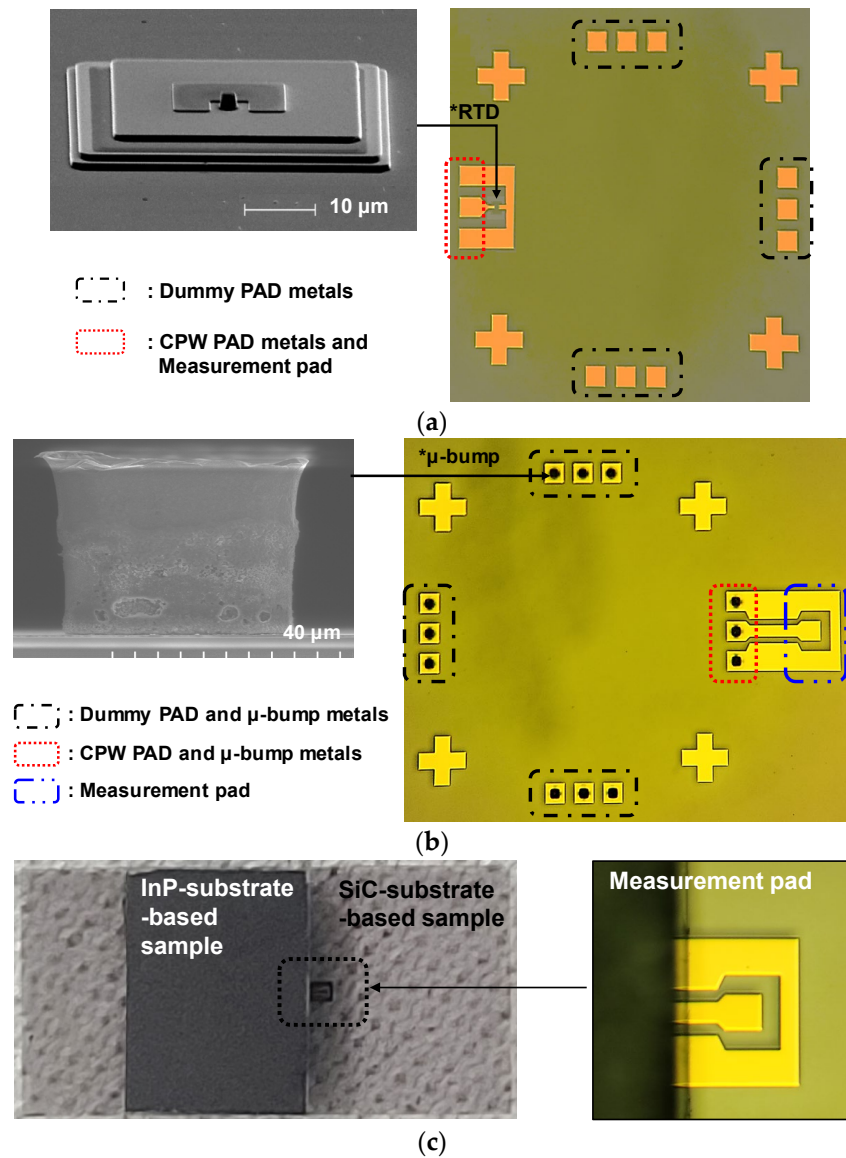 *RTD
10 µm
: Dummy PAD metals
: CPW PAD metals and
Measurement pad
(a)
*µ-bump
40 µm
: Dummy PAD and µ-bump metals
: CPW PAD and µ-bump metals
: Measurement pad
(b)
InP-substrate
-based
sample
SiC-substrate
-based sample
Measurement pad
(c)